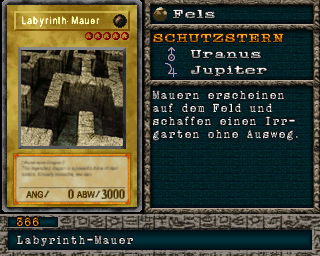 Labyrinth-Mauer
ANG/ 0 ABW/ 3000
Fels
SCHUTZSTERN
Uranus
Jupiter
Mauern erscheinen
auf dem Feld und
schaffen einen Irr-
garten ohne Ausweg.
366
Labyrinth-Mauer